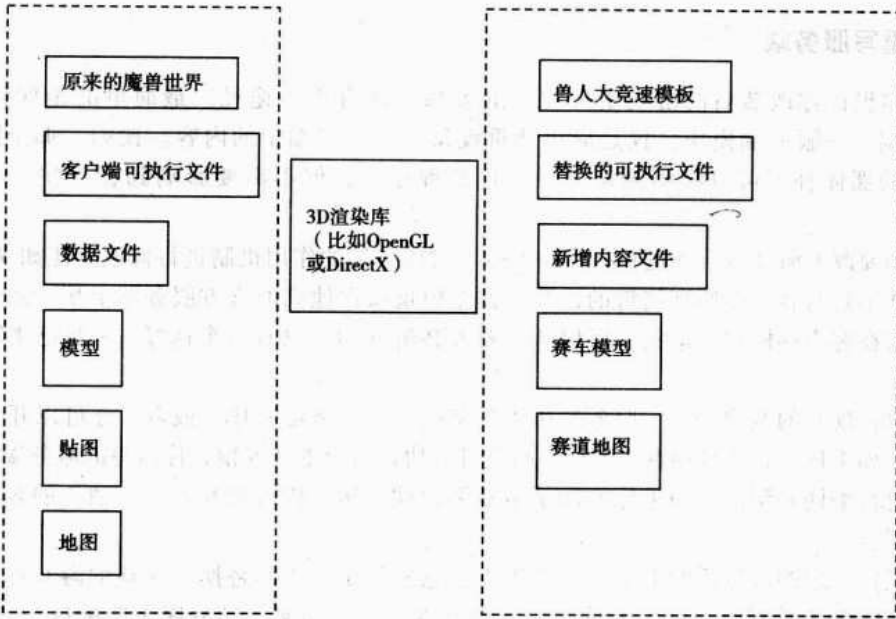 原来的魔兽世界
客户端可执行文件
数据文件
模型
贴图
地图
3D渲染库
（比如OpenGL
或DirectX）
兽人大竞速模板
替换的可执行文件
新增内容文件
赛车模型
赛道地图